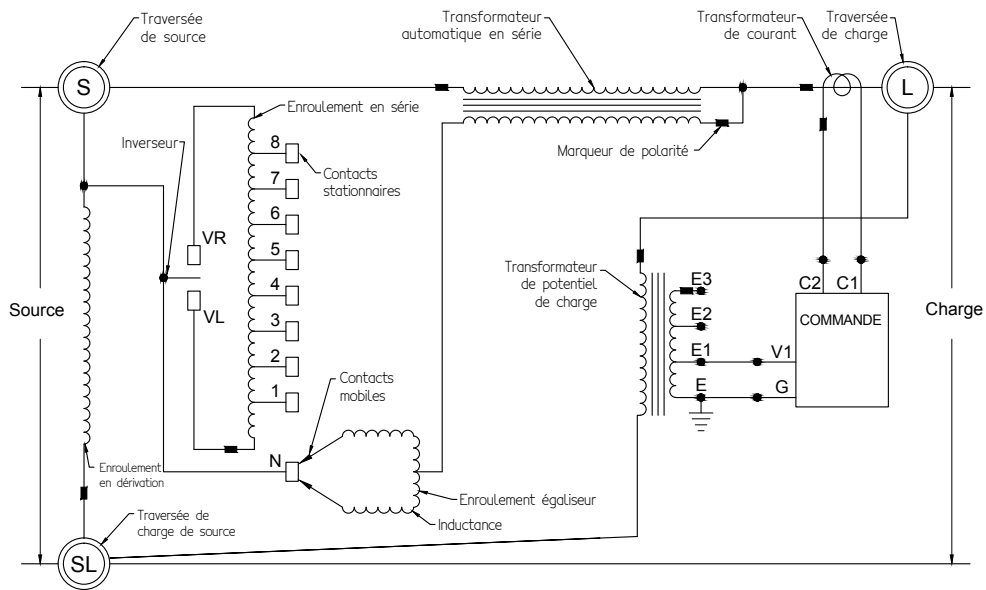 Traversée
de source
Transformateur
automatique en série
Transformateur
de courant
Traversée
de charge
S
L
Enroulement en série
Inverseur
8
7
6
5
4
3
2
1
Contacts
stationnaires
Marqueur de polarité
VR
VL
Source
Charge
Transformateur
de potentiel
de charge
E3
E2
E1
E
C2
C1
COMMANDE
V1
G
Contacts
mobiles
N
Enroulement
en dérivation
Enroulement égaliseur
Inductance
Traversée de
charge de source
SL